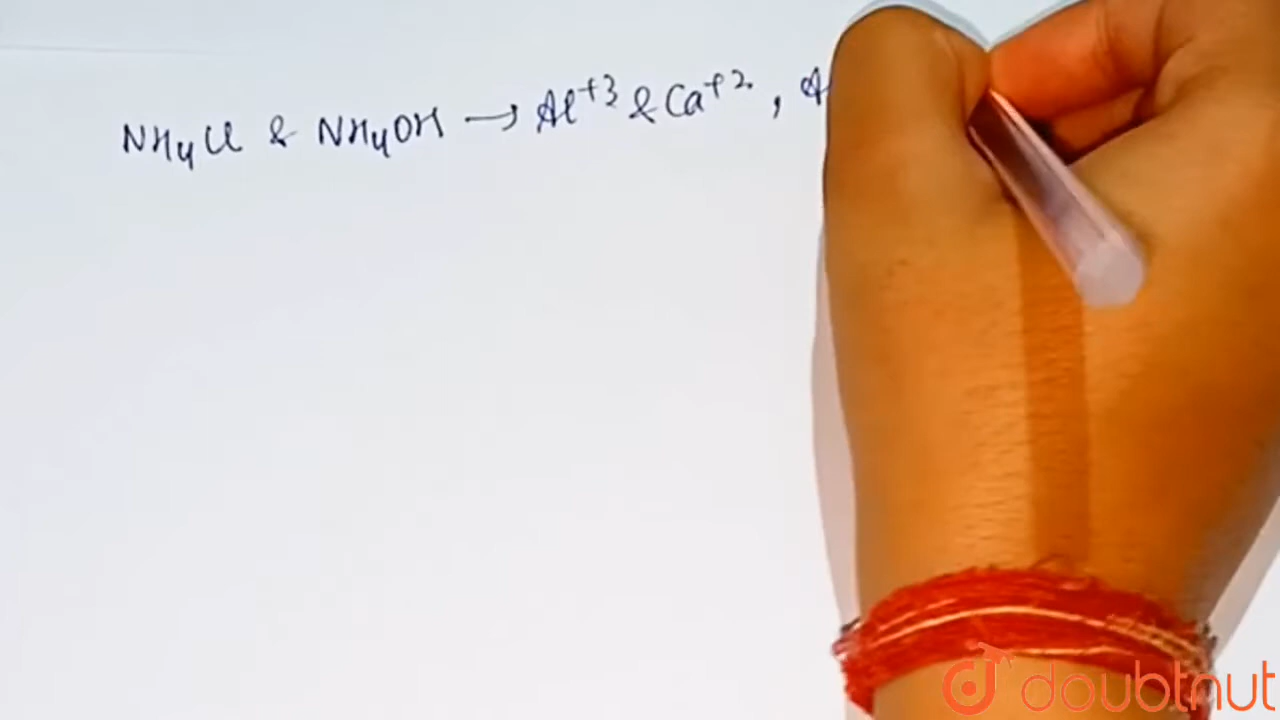 NH4Cl & NH4OH → Al+3 & Ca+2, A
doubtnut